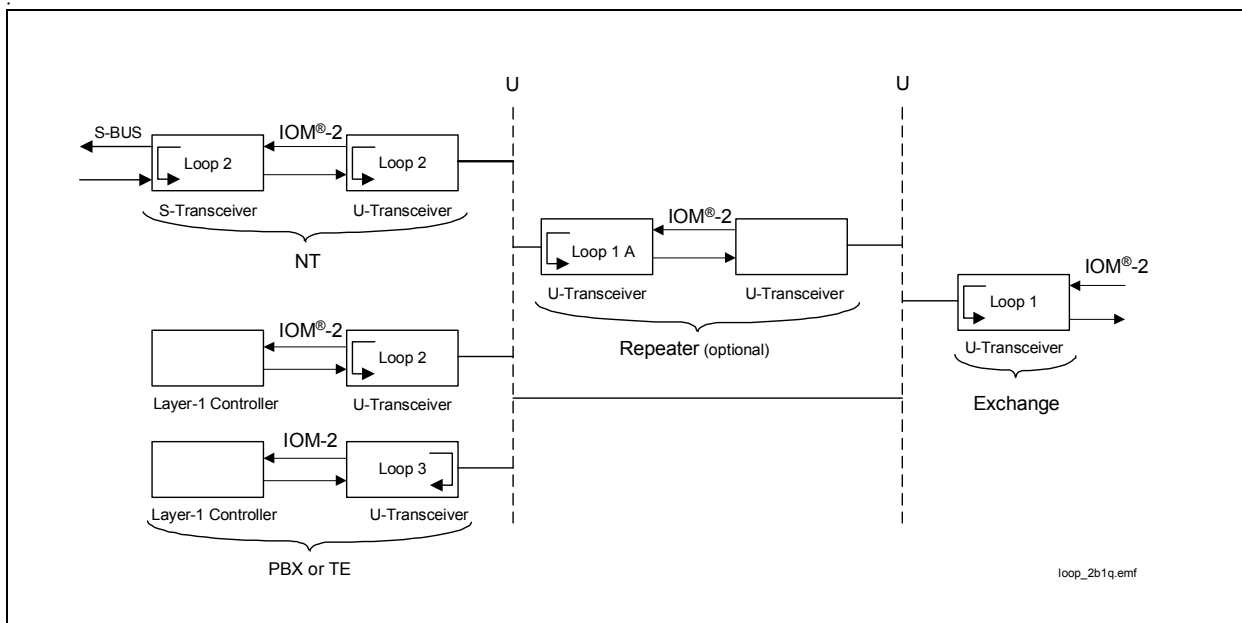 .
U U
S-BUS IOM®-2
Loop 2 Loop 2
S-Transceiver U-Transceiver
NT
IOM®-2
Loop 1 A
U-Transceiver U-Transceiver
Repeater (optional)
IOM®-2
Loop 1
U-Transceiver
Exchange
IOM®-2
Loop 2
Layer-1 Controller U-Transceiver
IOM-2
Loop 3
Layer-1 Controller U-Transceiver
PBX or TE
loop_2b1q.emf